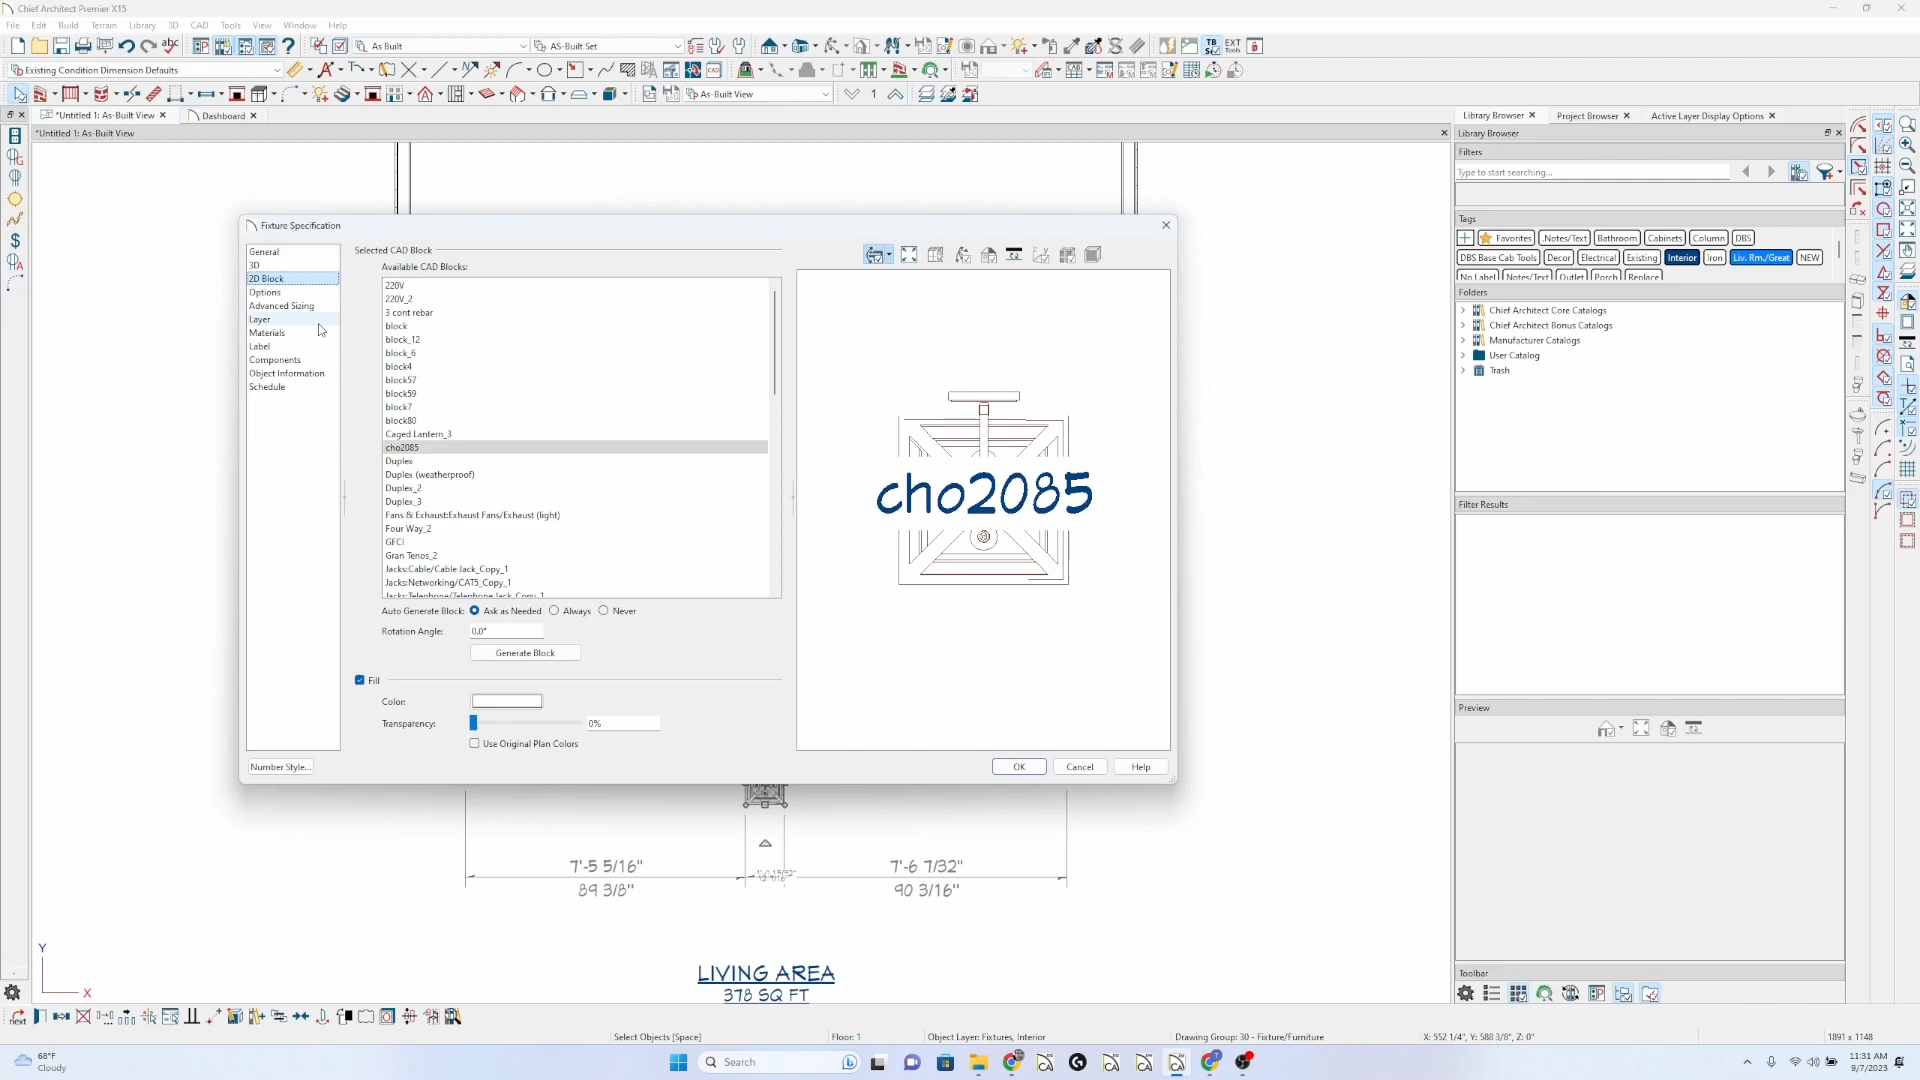 Chief Architect Premier X15
File Edit Build Terrain Library 3D CAD Tools View Window Help
As Built
AS-Built Set
TB
EXT
Tools
Existing Condition Dimension Defaults
1
As-Built View
*Untitled 1: As-Built View
Dashboard
*Untitled 1: As-Built View
Fixture Specification
General
3D
2D Block
Options
Advanced Sizing
Layer
Materials
Label
Components
Object Information
Schedule
Selected CAD Block
Available CAD Blocks:
220V
220V_2
3 cont rebar
block
block_12
block_6
block4
block57
block59
block7
block80
Caged Lantern_3
cho2085
Duplex
Duplex (weatherproof)
Duplex_2
Duplex_3
Fans & Exhaust:Exhaust Fans/Exhaust (light)
Four Way_2
GFCI
Gran Tenos_2
Jacks:Cable/Cable Jack_Copy_1
Jacks:Networking/CAT5_Copy_1
Jacks:Telephone/Telephone Jack_Copy_1
Auto Generate Block: Ask as Needed Always Never
Rotation Angle: 0.0°
Generate Block
Fill
Color:
Transparency: 0%
Use Original Plan Colors
cho2085
Number Style...
OK
Cancel
Help
7'-5 5/16"
89 3/8"
7'-6 7/32"
90 3/16"
LIVING AREA
378 SQ FT
Y
X
Library Browser
Project Browser
Active Layer Display Options
Library Browser
Filters
Type to start searching...
Tags
Favorites .Notes/Text Bathroom Cabinets Column DBS
DBS Base Cab Tools Decor Electrical Existing Interior Iron Liv. Rm./Great NEW
No Label Notes/Text Outlet Porch Replace
Folders
Chief Architect Core Catalogs
Chief Architect Bonus Catalogs
Manufacturer Catalogs
User Catalog
Trash
Filter Results
Preview
Toolbar
next
Select Objects [Space]
Floor: 1
Object Layer: Fixtures, Interior
Drawing Group: 30 - Fixture/Furniture
X: 552 1/4", Y: 588 3/8", Z: 0"
1891 x 1148
68°F
Cloudy
Search
11:31 AM
9/7/2023